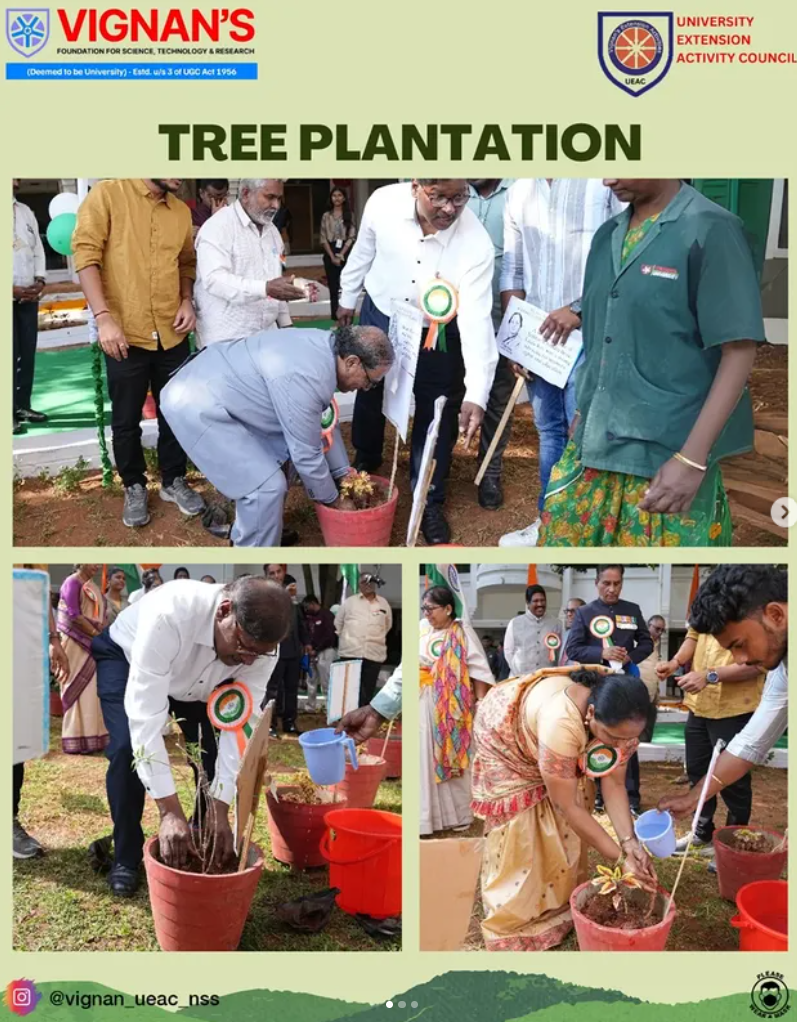 VIGNAN'S
FOUNDATION FOR SCIENCE, TECHNOLOGY & RESEARCH
(Deemed to be University) - Estd. u/s 3 of UGC Act 1956
UNIVERSITY
EXTENSION
ACTIVITY COUNCIL
UEAC
TREE PLANTATION
@vignan_ueac_nss
PLEASE
WEAR A MASK